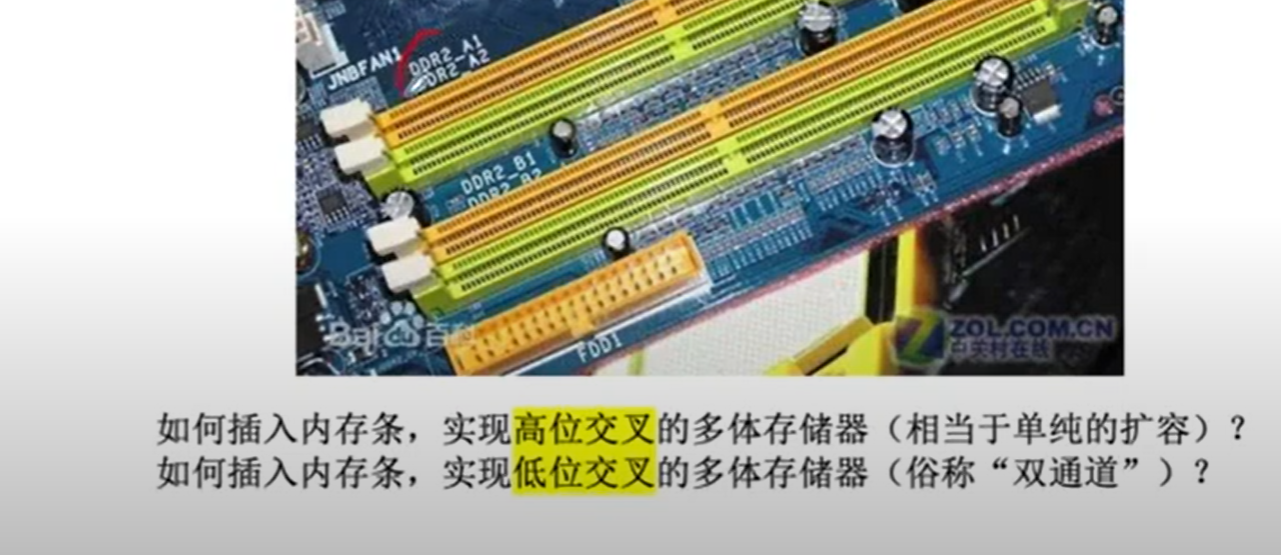 JNBFAN1
DDR2_A1
DDR2_A2
DDR2_B1
DDR2_B2
FDD1
Bai 百科
ZOL.COM.CN
中关村在线
如何插入内存条，实现高位交叉的多体存储器（相当于单纯的扩容）？
如何插入内存条，实现低位交叉的多体存储器（俗称“双通道”）？